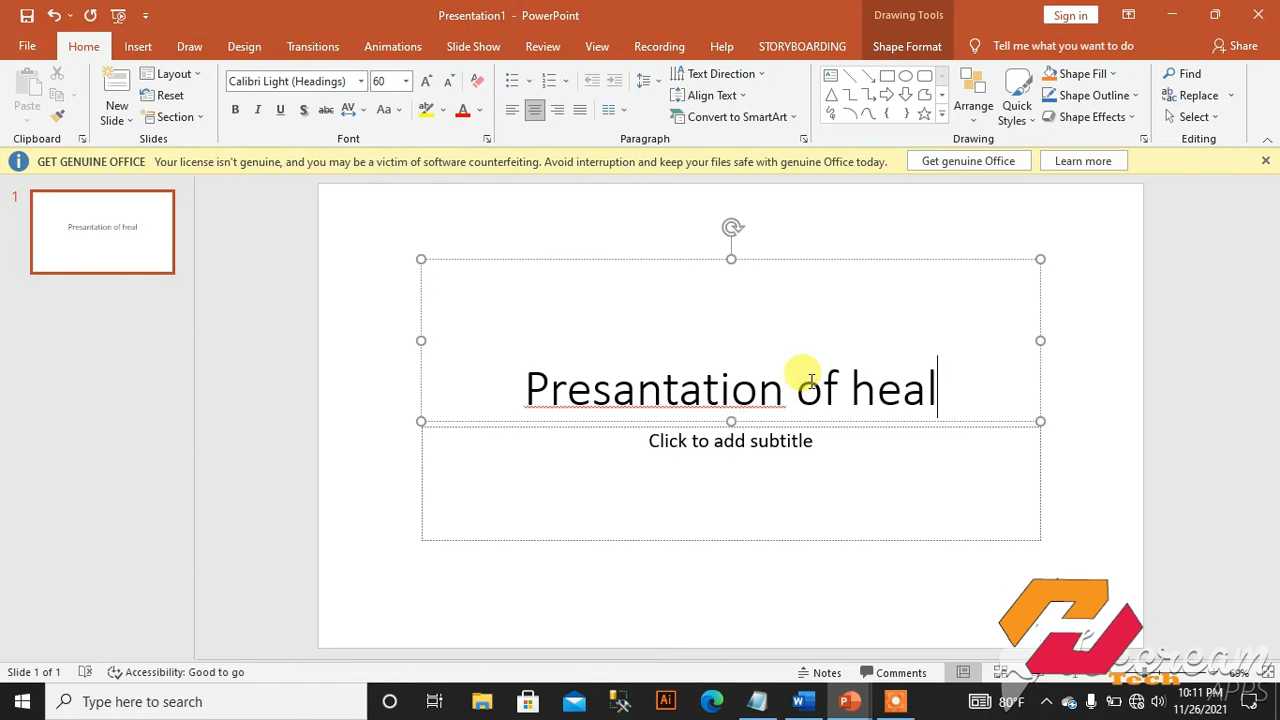 Presentation1 - PowerPoint
Drawing Tools
Sign in
File Home Insert Draw Design Transitions Animations Slide Show Review View Recording Help STORYBOARDING Shape Format Tell me what you want to do Share
Paste
Clipboard
New Slide
Layout
Reset
Section
Slides
Calibri Light (Headings) 60
B I U S abc AV Aa A
Font
Text Direction
Align Text
Convert to SmartArt
Paragraph
Arrange
Quick Styles
Shape Fill
Shape Outline
Shape Effects
Drawing
Find
Replace
Select
Editing
GET GENUINE OFFICE Your license isn't genuine, and you may be a victim of software counterfeiting. Avoid interruption and keep your files safe with genuine Office today. Get genuine Office Learn more
1
Presantation of heal
Presantation of heal
Click to add subtitle
Tech
APPS
Slide 1 of 1 Accessibility: Good to go Notes Comments
Type here to search
80°F
10:11 PM
11/26/2021